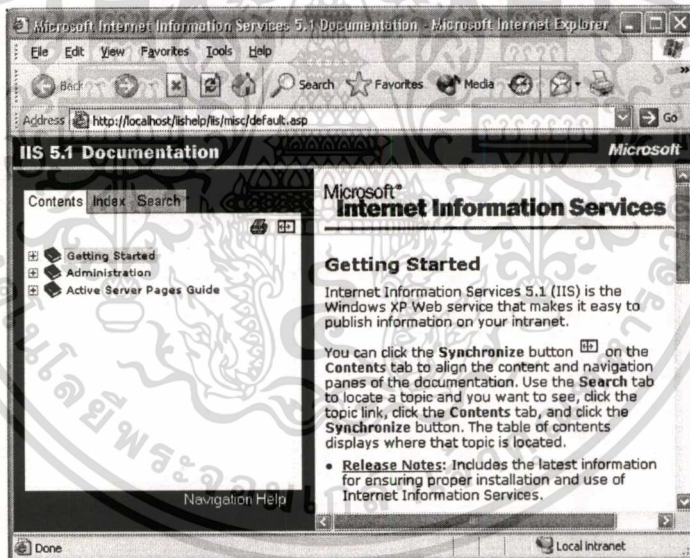 Microsoft Internet Information Services 5.1 Documentation - Microsoft Internet Explorer
File Edit View Favorites Tools Help
Back Search Favorites Media
Address http://localhost/iishelp/iis/misc/default.asp Go
IIS 5.1 Documentation Microsoft
Contents Index Search
Getting Started
Administration
Active Server Pages Guide
Navigation Help
Microsoft®
Internet Information Services
Getting Started
Internet Information Services 5.1 (IIS) is the
Windows XP Web service that makes it easy to
publish information on your intranet.
You can click the Synchronize button on the
Contents tab to align the content and navigation
panes of the documentation. Use the Search tab
to locate a topic and you want to see, click the
topic link, click the Contents tab, and click the
Synchronize button. The table of contents
displays where that topic is located.
• Release Notes: Includes the latest information
for ensuring proper installation and use of
Internet Information Services.
Done Local intranet